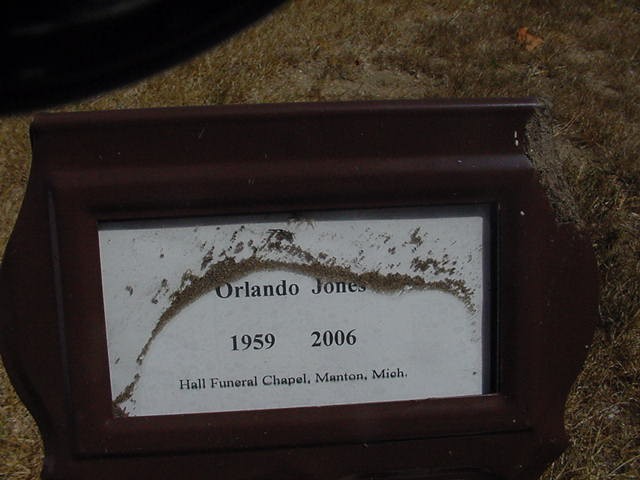 Orlando Jones
1959 2006
Hall Funeral Chapel, Manton, Mich.